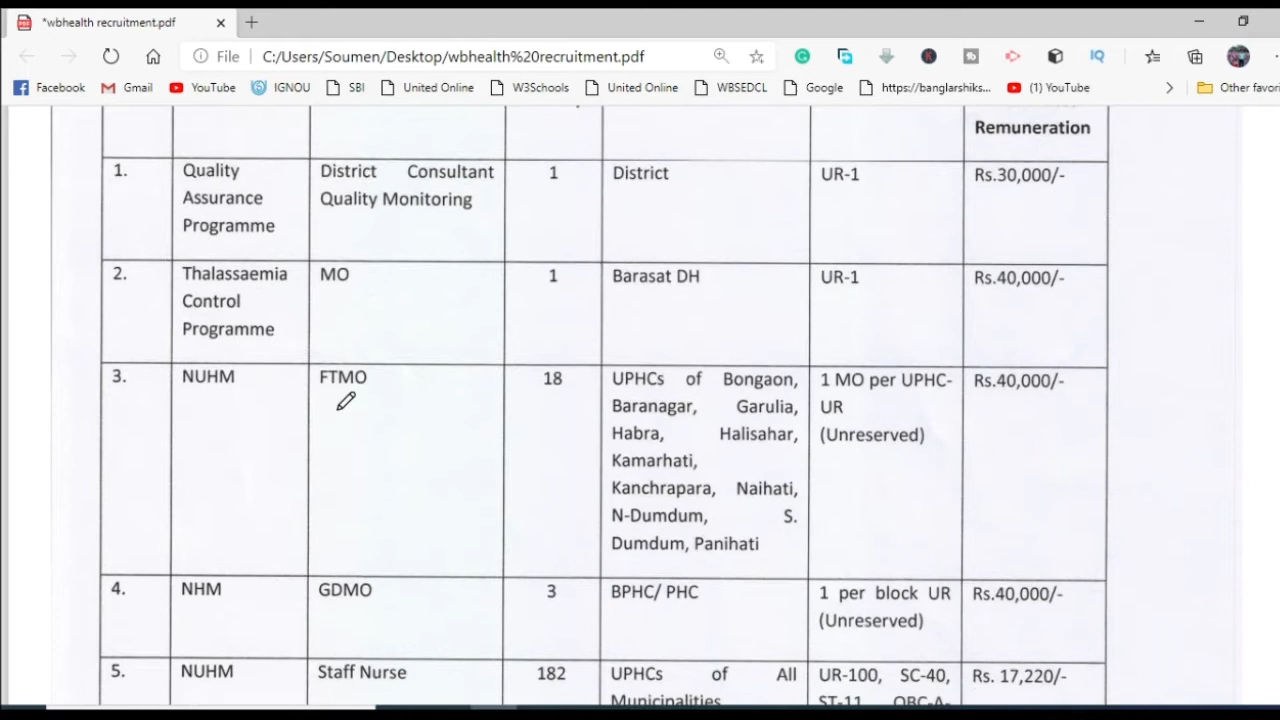 *wbhealth recruitment.pdf
File C:/Users/Soumen/Desktop/wbhealth%20recruitment.pdf
Facebook Gmail YouTube IGNOU SBI United Online W3Schools United Online WBSEDCL Google https://banglarshiks... (1) YouTube Other favori
Remuneration
1. Quality District Consultant 1 District UR-1 Rs.30,000/-
Assurance Quality Monitoring
Programme
2. Thalassaemia MO 1 Barasat DH UR-1 Rs.40,000/-
Control
Programme
3. NUHM FTMO 18 UPHCs of Bongaon, 1 MO per UPHC- Rs.40,000/-
Baranagar, Garulia, UR
Habra, Halisahar, (Unreserved)
Kamarhati,
Kanchrapara, Naihati,
N-Dumdum, S.
Dumdum, Panihati
4. NHM GDMO 3 BPHC/ PHC 1 per block UR Rs.40,000/-
(Unreserved)
5. NUHM Staff Nurse 182 UPHCs of All UR-100, SC-40, Rs. 17,220/-
Municipalities ST-11, OBC-A-